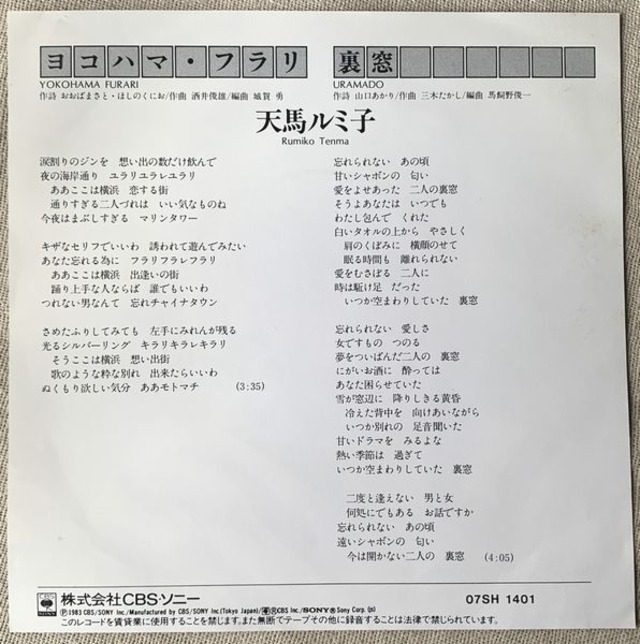 ヨコハマ・フラリ
YOKOHAMA FURARI
作詩 おおばまさと・ほしのくにお/作曲 酒井俊雄/編曲 城賀 勇
裏窓
URAMADO
作詩 山口あかり/作曲 三木たかし/編曲 馬飼野俊一
天馬ルミ子
Rumiko Tenma
涙割りのジンを 想い出の数だけ飲んで
夜の海岸通り ユラリユラレユラリ
ああここは横浜 恋する街
通りすぎる二人づれは いい気なものね
今夜はまぶしすぎる マリンタワー
キザなセリフでいいわ 誘われて遊んでみたい
あなた忘れる為に フラリフラレフラリ
ああここは横浜 出逢いの街
踊り上手な人ならば 誰でもいいわ
つれない男なんて 忘れチャイナタウン
さめたふりしてみても 左手にみれんが残る
光るシルバーリング キラリキラレキラリ
そうここは横浜 想い出街
歌のような粋な別れ 出来たらいいわ
ぬくもり欲しい気分 ああモトマチ (3:35)
忘れられない あの頃
甘いシャボンの 匂い
愛をよせあった 二人の裏窓
そうよあなたは いつでも
わたし包んで くれた
白いタオルの上から やさしく
肩のくぼみに 横顔のせて
眠る時間も 離れられない
愛をむさぼる 二人に
時は駆け足 だった
いつか空まわりしていた 裏窓
忘れられない 愛しさ
女ですもの つのる
夢をついばんだ二人の 裏窓
にがいお酒に 酔っては
あなた困らせていた
雪が窓辺に 降りしきる黄昏
冷えた背中を 向けあいながら
いつか別れの 足音聞いた
甘いドラマを みるよな
熱い季節は 過ぎて
いつか空まわりしていた 裏窓
二度と逢えない 男と女
何処にでもある お話ですか
忘れられない あの頃
遠いシャボンの 匂い
今は開かない二人の 裏窓 (4:05)
株式会社CBS・ソニー
07SH 1401
Ⓟ1983 CBS/SONY Inc./Manufactured by CBS/SONY Inc.(Tokyo Japan)/CBS Inc./SONY® Sony Corp. (n)
このレコードを賃貸業に使用することを禁じます。また無断でテープその他に録音することは法律で禁じられています。